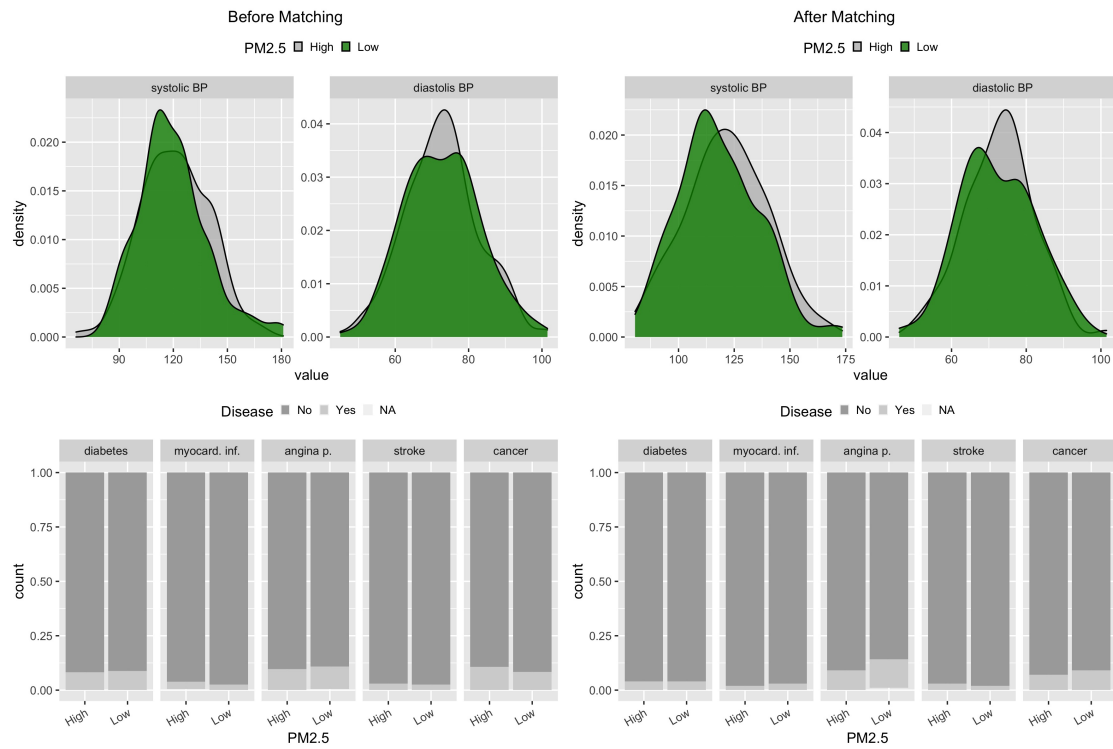 Before Matching
PM2.5 High Low
systolic BP diastolis BP
density
0.020
0.015
0.010
0.005
0.000
0.04
0.03
0.02
0.01
0.00
90 120 150 180
60 80 100
value
After Matching
PM2.5 High Low
systolic BP diastolic BP
density
0.020
0.015
0.010
0.005
0.000
0.04
0.03
0.02
0.01
0.00
100 125 150 175
60 80 100
value
Disease No Yes NA
diabetes myocard. inf. angina p. stroke cancer
count
1.00
0.75
0.50
0.25
0.00
High Low High Low High Low High Low High Low
PM2.5
Disease No Yes NA
diabetes myocard. inf. angina p. stroke cancer
count
1.00
0.75
0.50
0.25
0.00
High Low High Low High Low High Low High Low
PM2.5